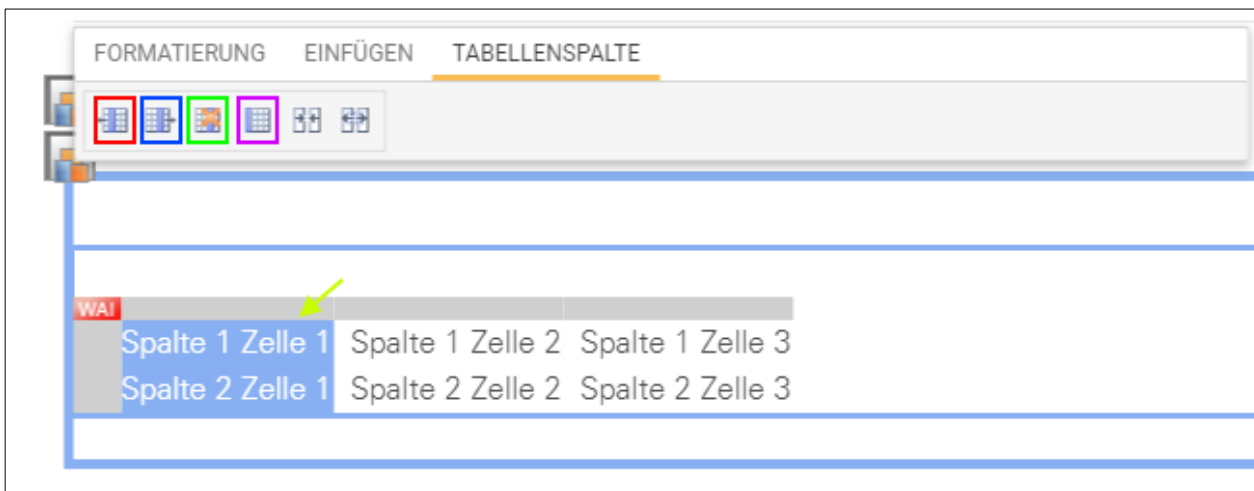 FORMATIERUNG EINFÜGEN TABELLENSPALTE
WAI
Spalte 1 Zelle 1 Spalte 1 Zelle 2 Spalte 1 Zelle 3
Spalte 2 Zelle 1 Spalte 2 Zelle 2 Spalte 2 Zelle 3